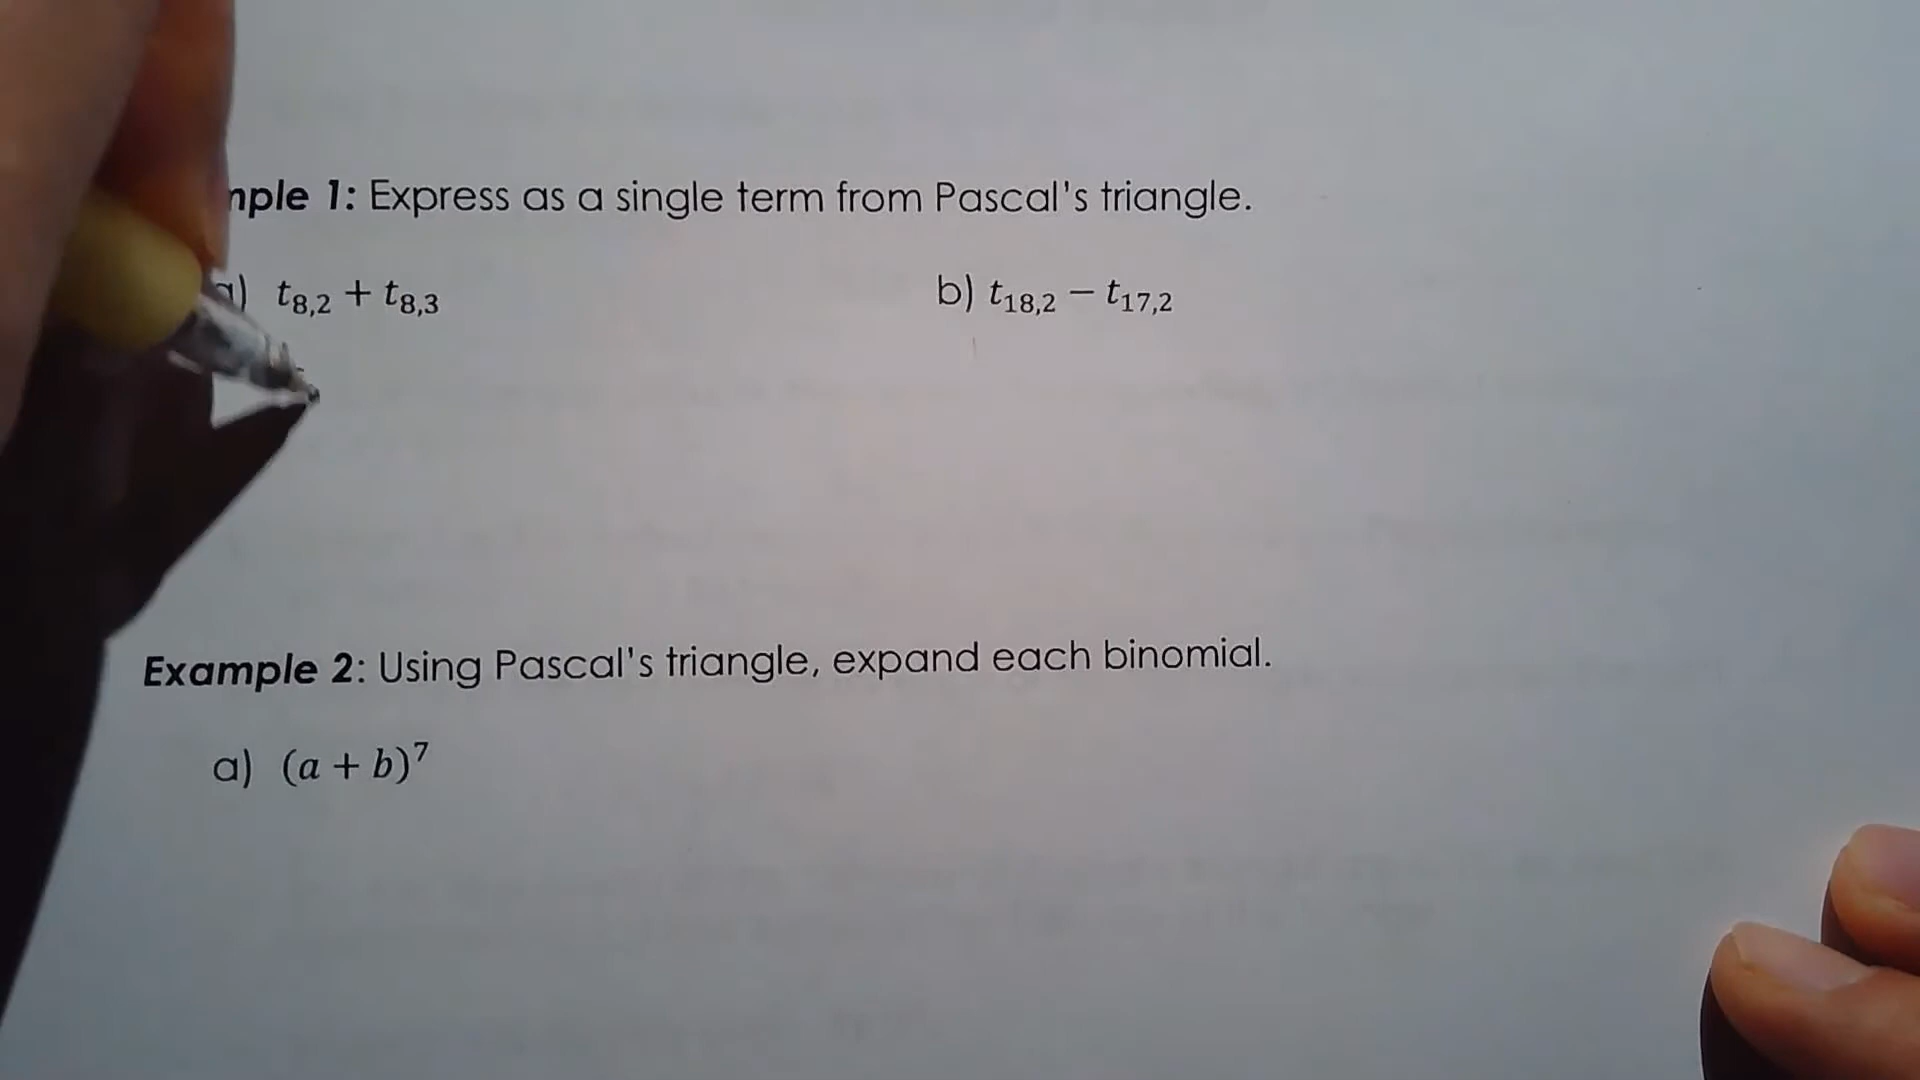 1: Express as a single term from Pascal's triangle.
t₈,₂ + t₈,₃ b) t₁₈,₂ − t₁₇,₂
Example 2: Using Pascal's triangle, expand each binomial.
a) (a + b)⁷